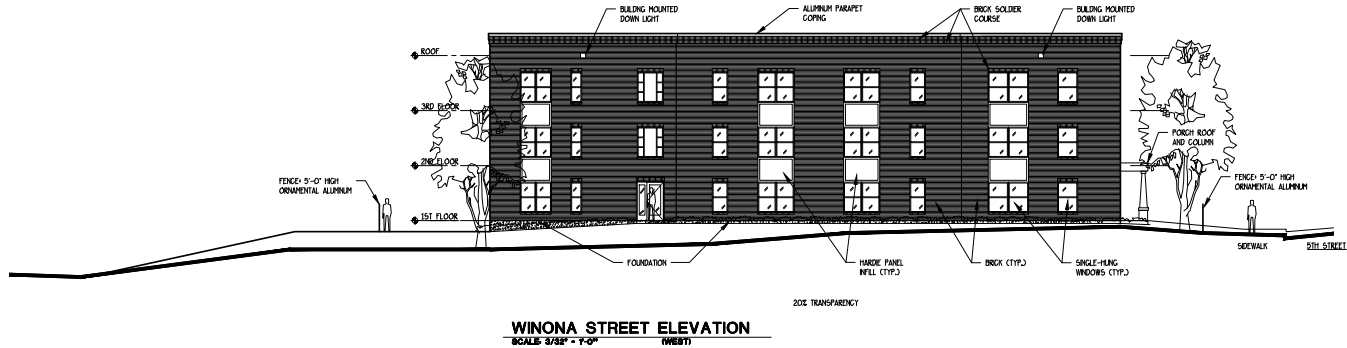 BUILDNG MOUNTED
DOWN LIGHT
ALUMINUM PARAPET
COPING
BRICK SOLDIER
COURSE
BUILDNG MOUNTED
DOWN LIGHT
ROOF
3RD FLOOR
2ND FLOOR
1ST FLOOR
PORCH ROOF
AND COLUMN
FENCE: 5'-0" HIGH
ORNAMENTAL ALUMINUM
FENCE: 5'-0" HIGH
ORNAMENTAL ALUMINUM
FOUNDATION
HARDIE PANEL
INFILL (TYP.)
BRICK (TYP.)
SINGLE-HUNG
WINDOWS (TYP.)
SIDEWALK
5TH STREET
20% TRANSPARENCY
WINONA STREET ELEVATION
SCALE: 3/32" = 1'-0" (WEST)